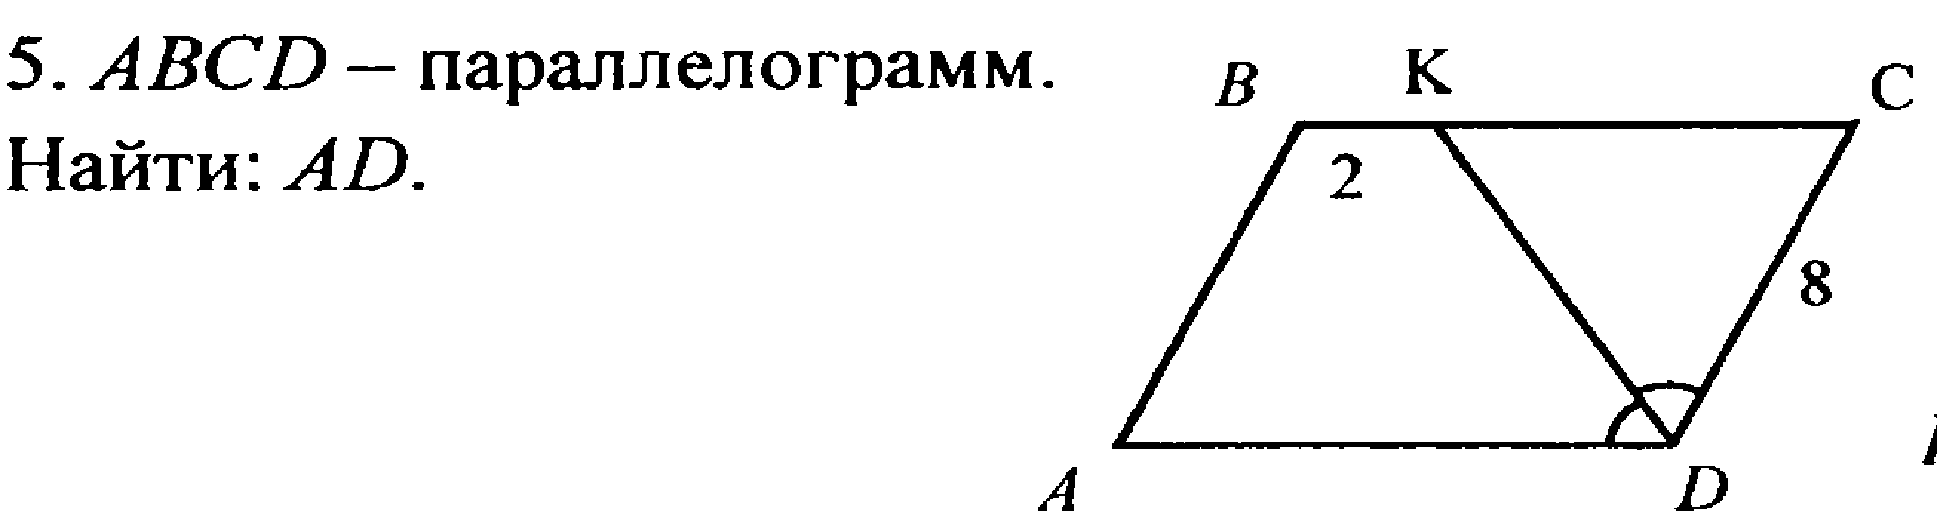 5. ABCD – параллелограмм.
Найти: AD.
B K C
2
8
A D